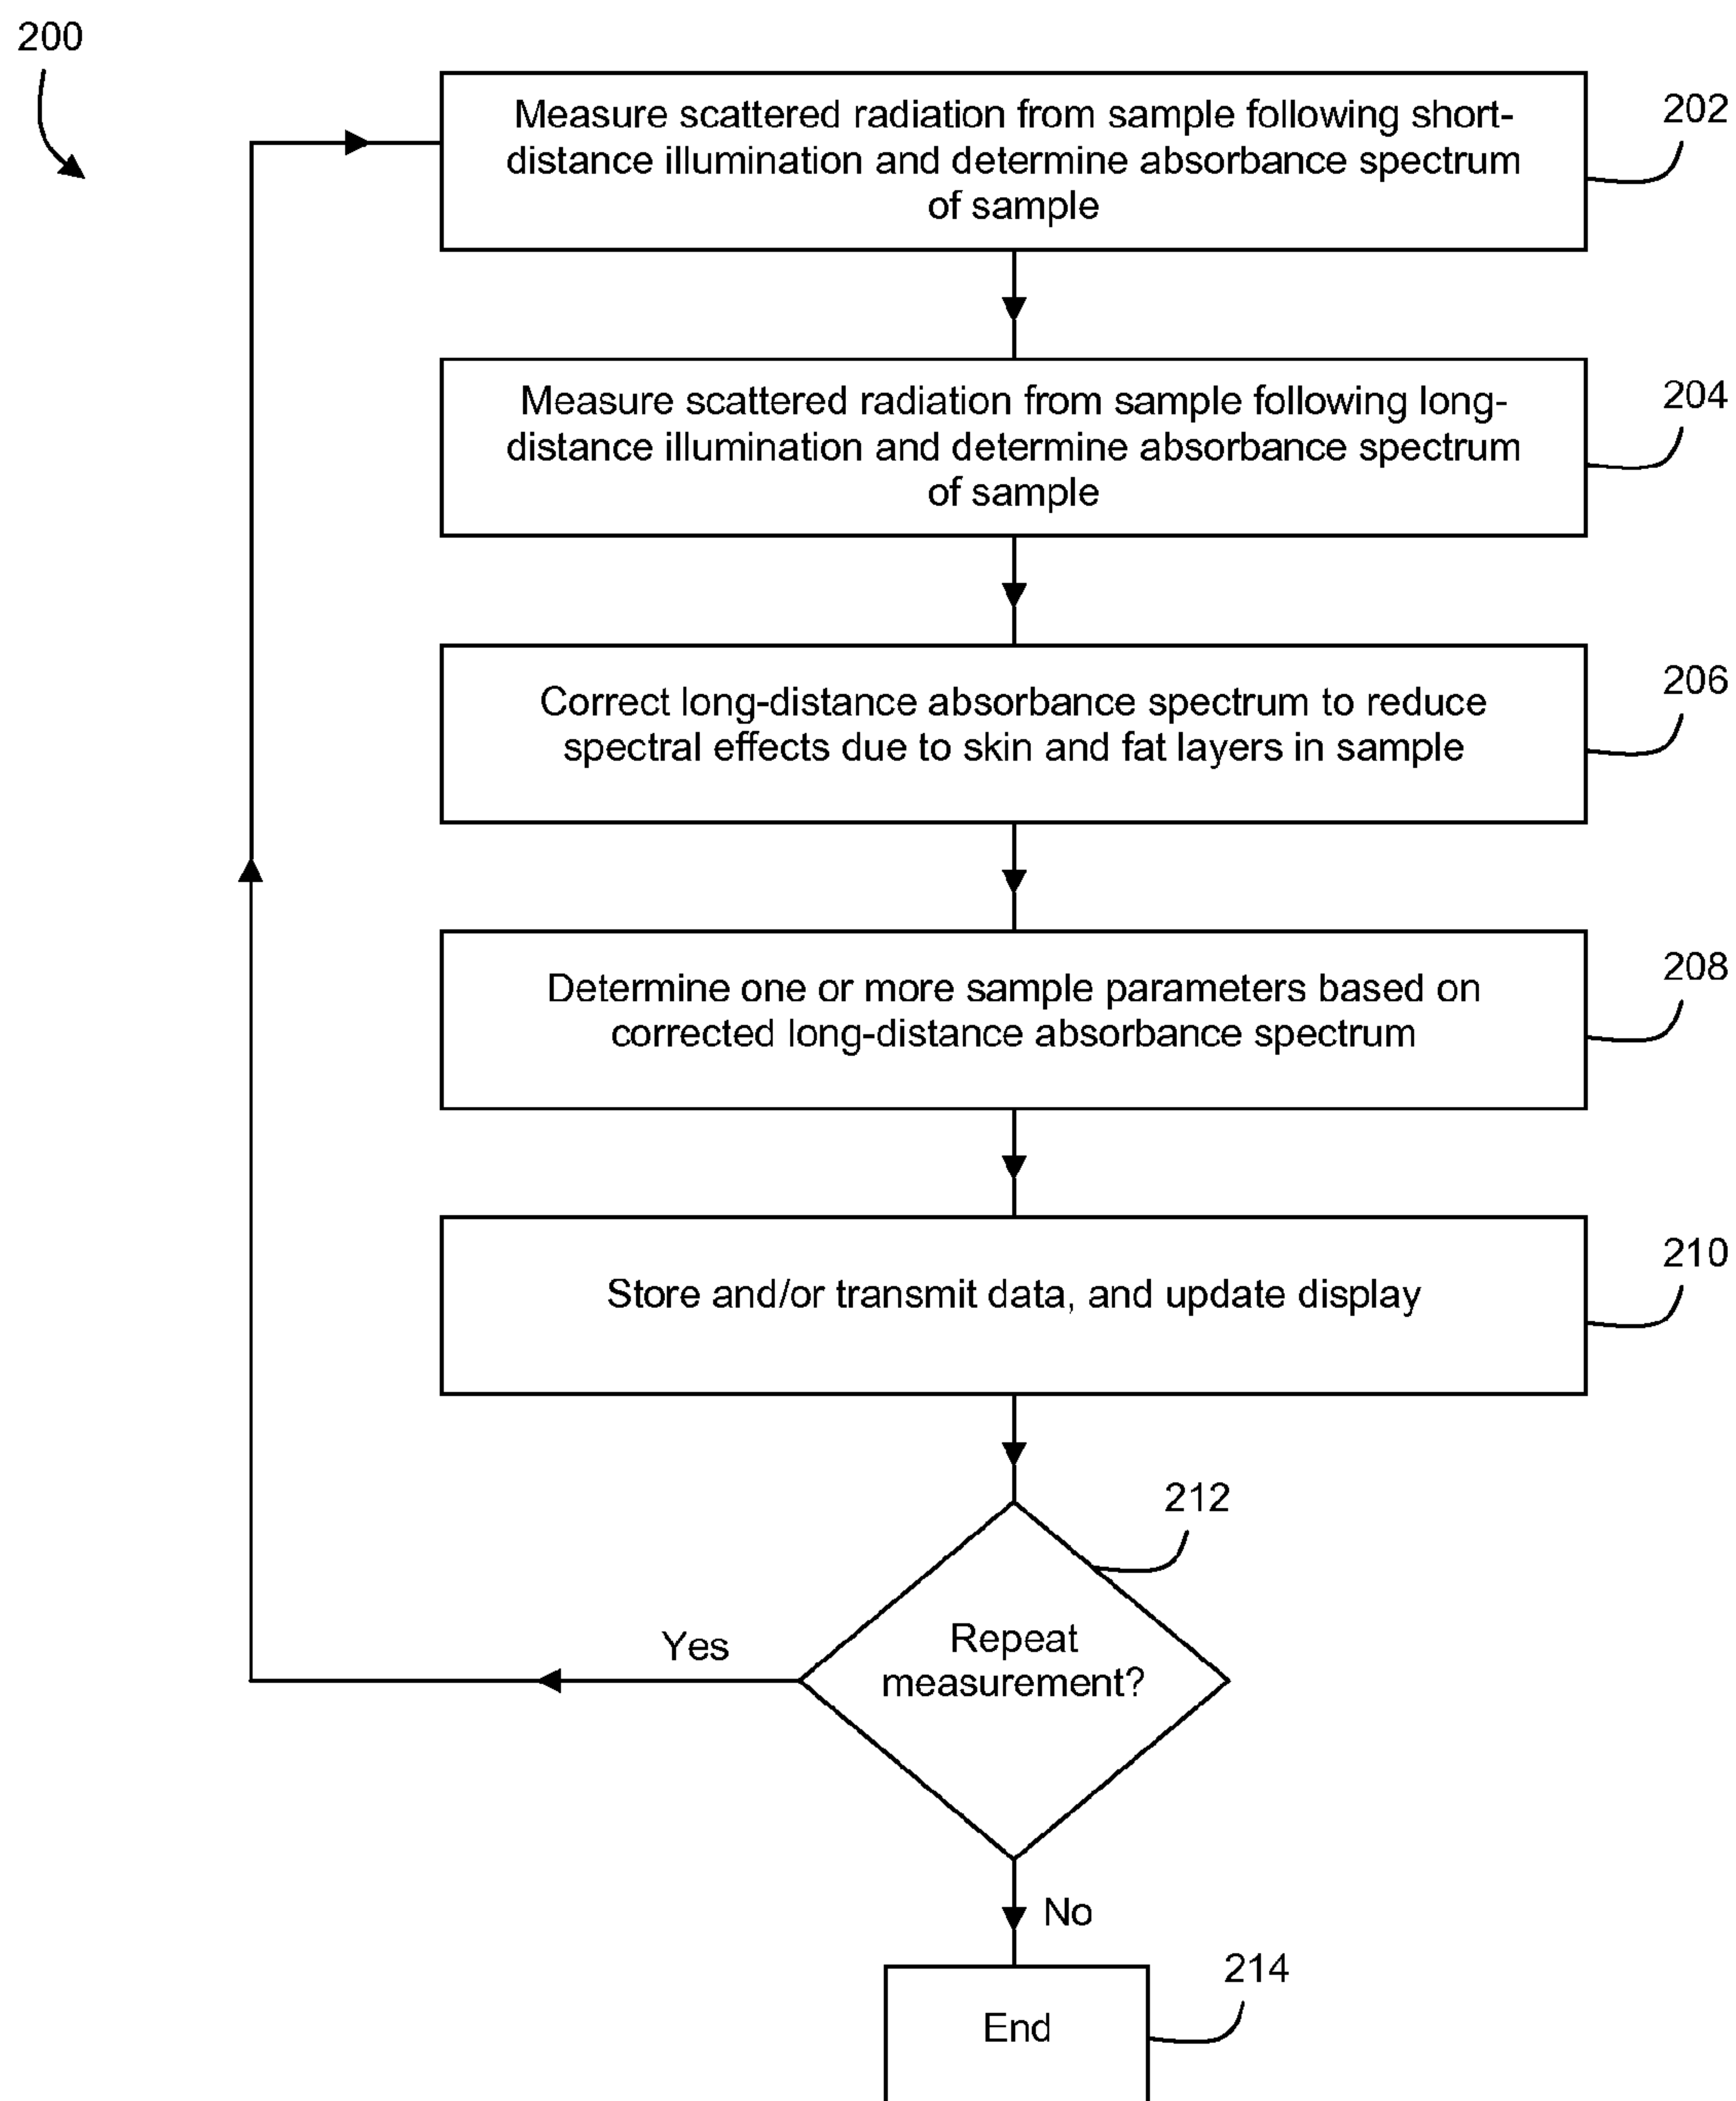 200
Measure scattered radiation from sample following short-
distance illumination and determine absorbance spectrum
of sample
202
Measure scattered radiation from sample following long-
distance illumination and determine absorbance spectrum
of sample
204
Correct long-distance absorbance spectrum to reduce
spectral effects due to skin and fat layers in sample
206
Determine one or more sample parameters based on
corrected long-distance absorbance spectrum
208
Store and/or transmit data, and update display
210
212
Repeat
measurement?
Yes
No
214
End